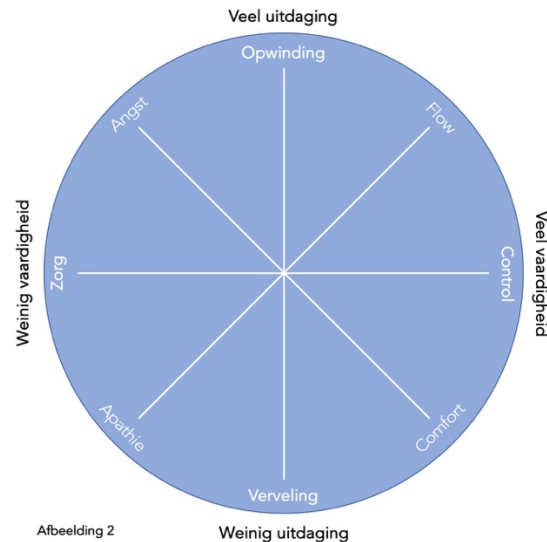 Veel uitdaging
Opwinding
Angst
Flow
Weinig vaardigheid
Zorg
Control
Veel vaardigheid
Apathie
Comfort
Verveling
Afbeelding 2
Weinig uitdaging